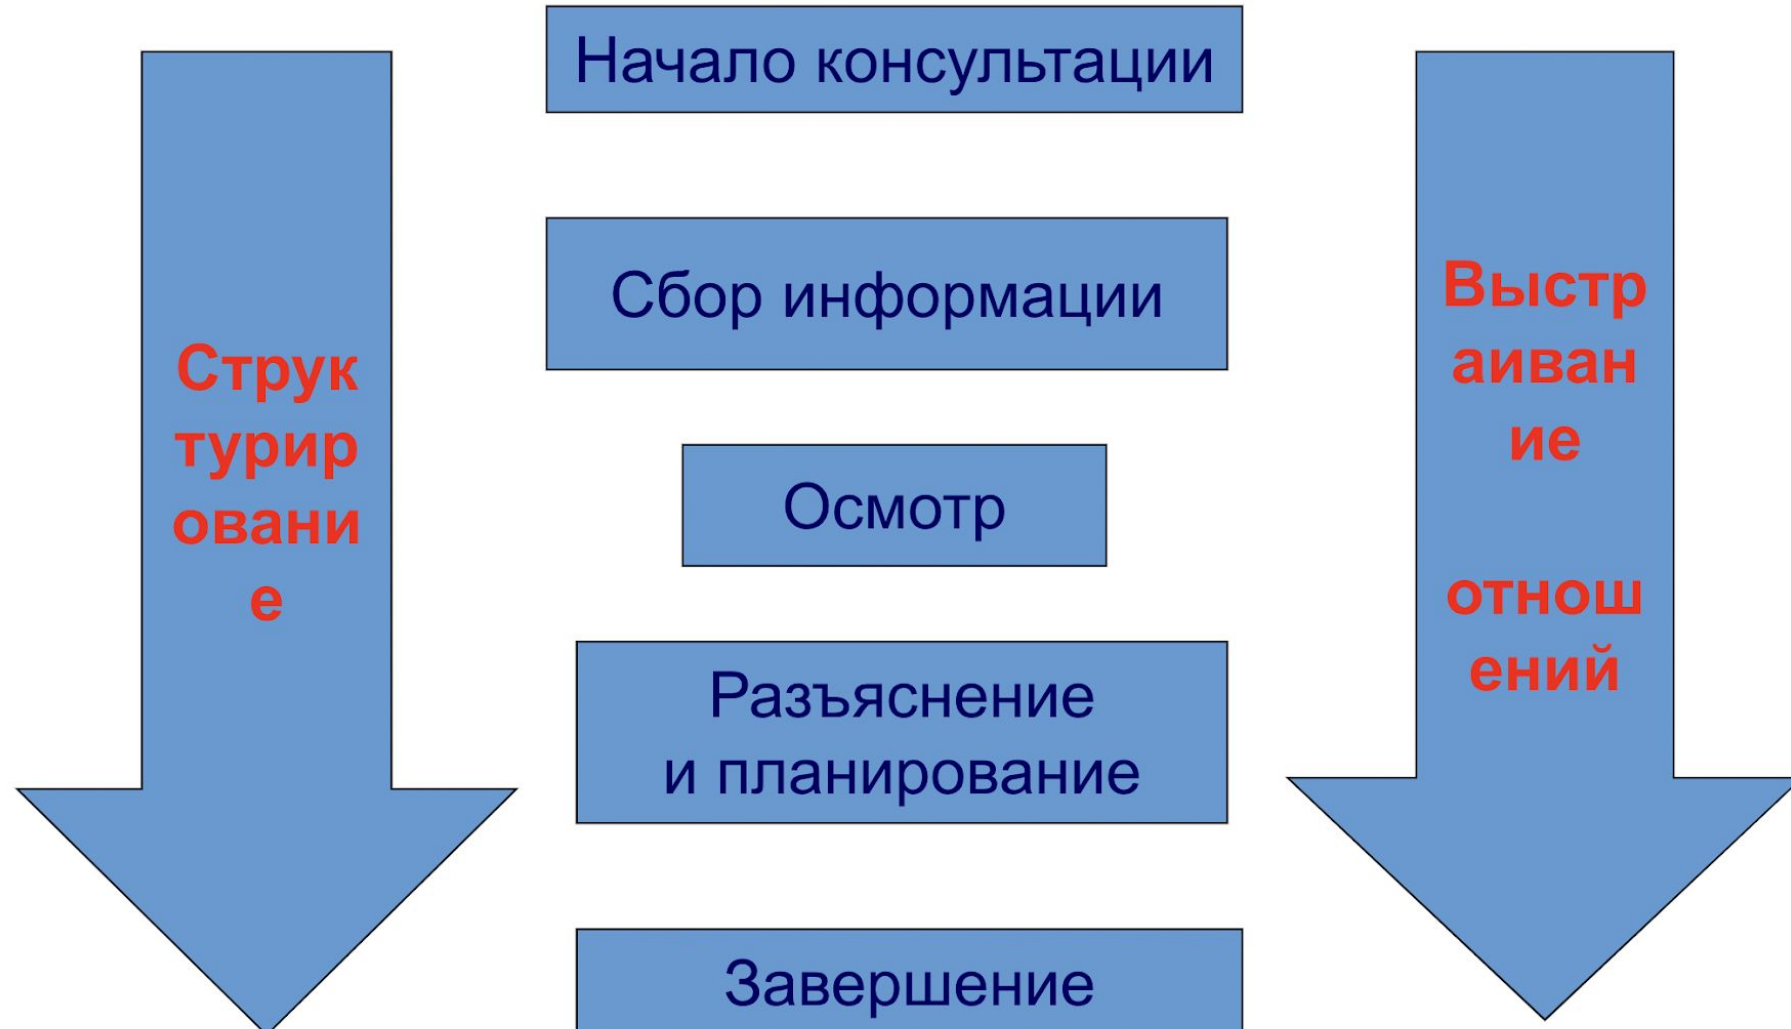 Начало консультации
Сбор информации
Осмотр
Разъяснение
и планирование
Завершение
Струк
турир
овани
е
Выстр
аиван
ие
отнош
ений